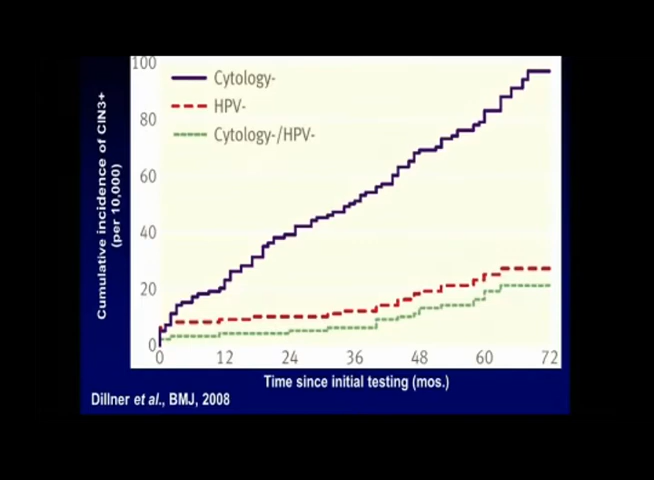 Cumulative incidence of CIN3+
(per 10,000)
100
80
60
40
20
0
Cytology-
HPV-
Cytology-/HPV-
0 12 24 36 48 60 72
Time since initial testing (mos.)
Dillner et al., BMJ, 2008